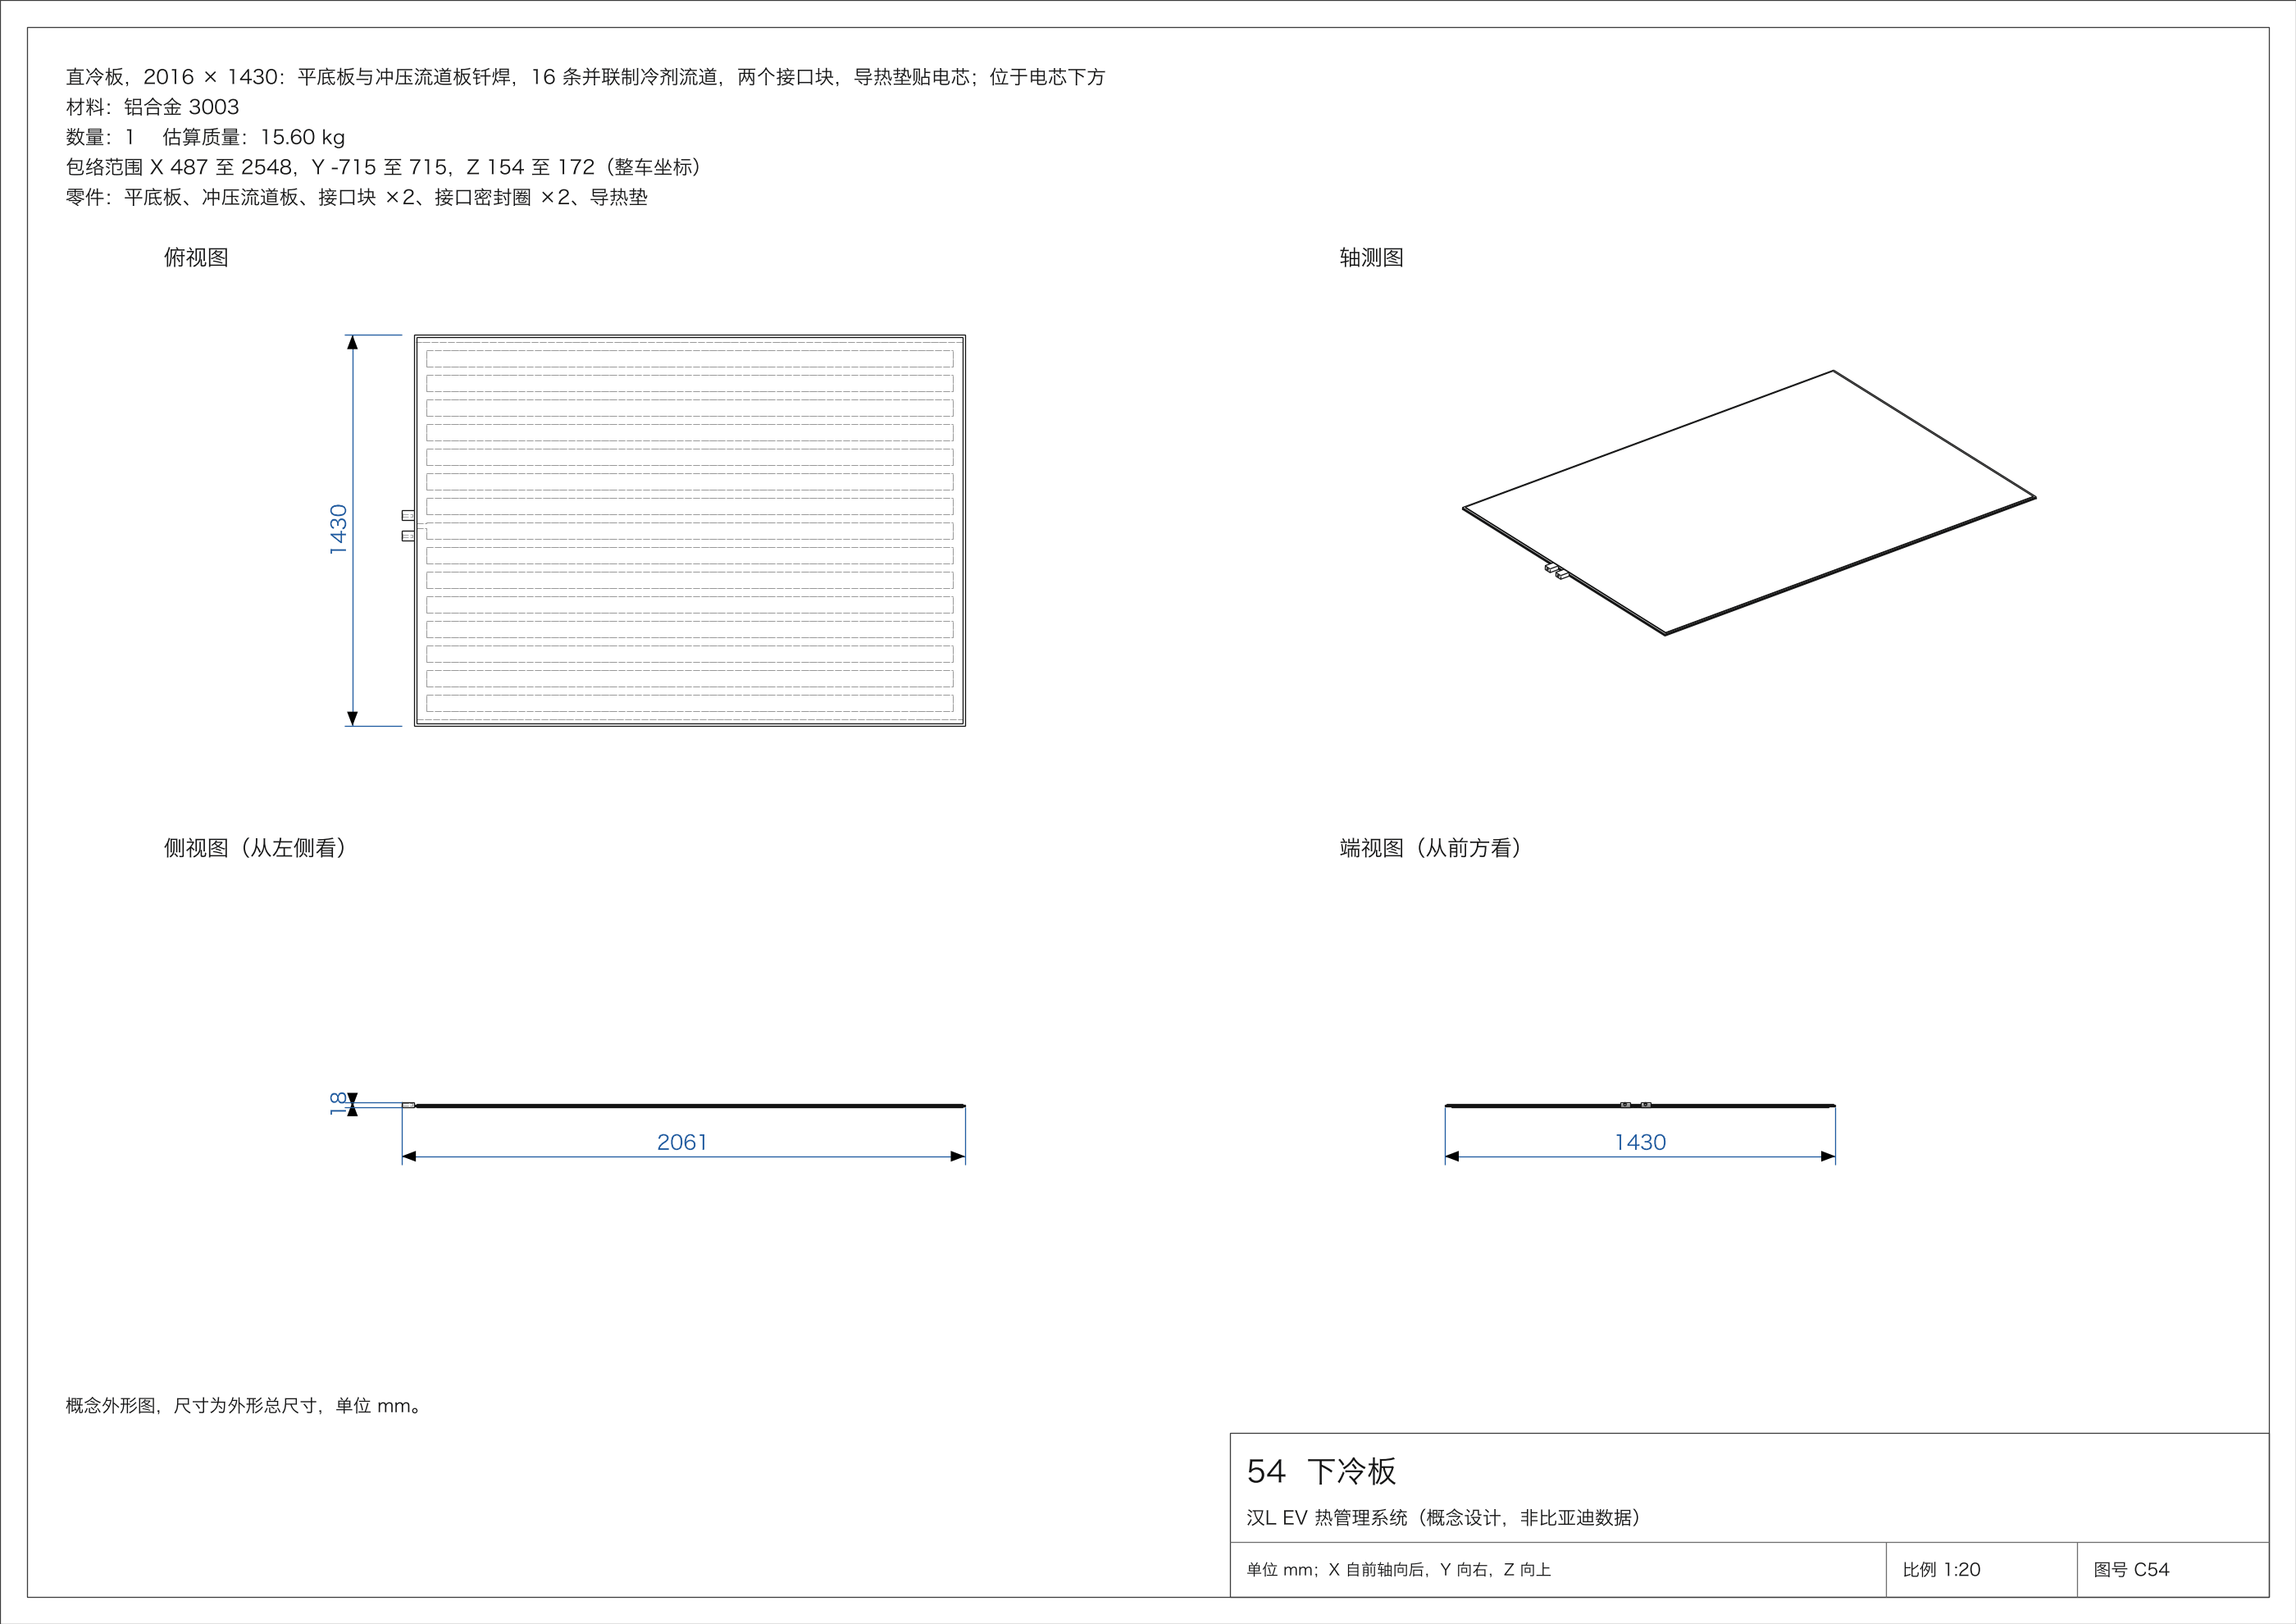 直冷板，2016 × 1430：平底板与冲压流道板钎焊，16 条并联制冷剂流道，两个接口块，导热垫贴电芯；位于电芯下方
材料：铝合金 3003
数量：1 估算质量：15.60 kg
包络范围 X 487 至 2548，Y -715 至 715，Z 154 至 172（整车坐标）
零件：平底板、冲压流道板、接口块 ×2、接口密封圈 ×2、导热垫
俯视图
轴测图
1430
侧视图（从左侧看）
端视图（从前方看）
18
2061
1430
概念外形图，尺寸为外形总尺寸，单位 mm。
54 下冷板
汉L EV 热管理系统（概念设计，非比亚迪数据）
单位 mm；X 自前轴向后，Y 向右，Z 向上
比例 1:20
图号 C54